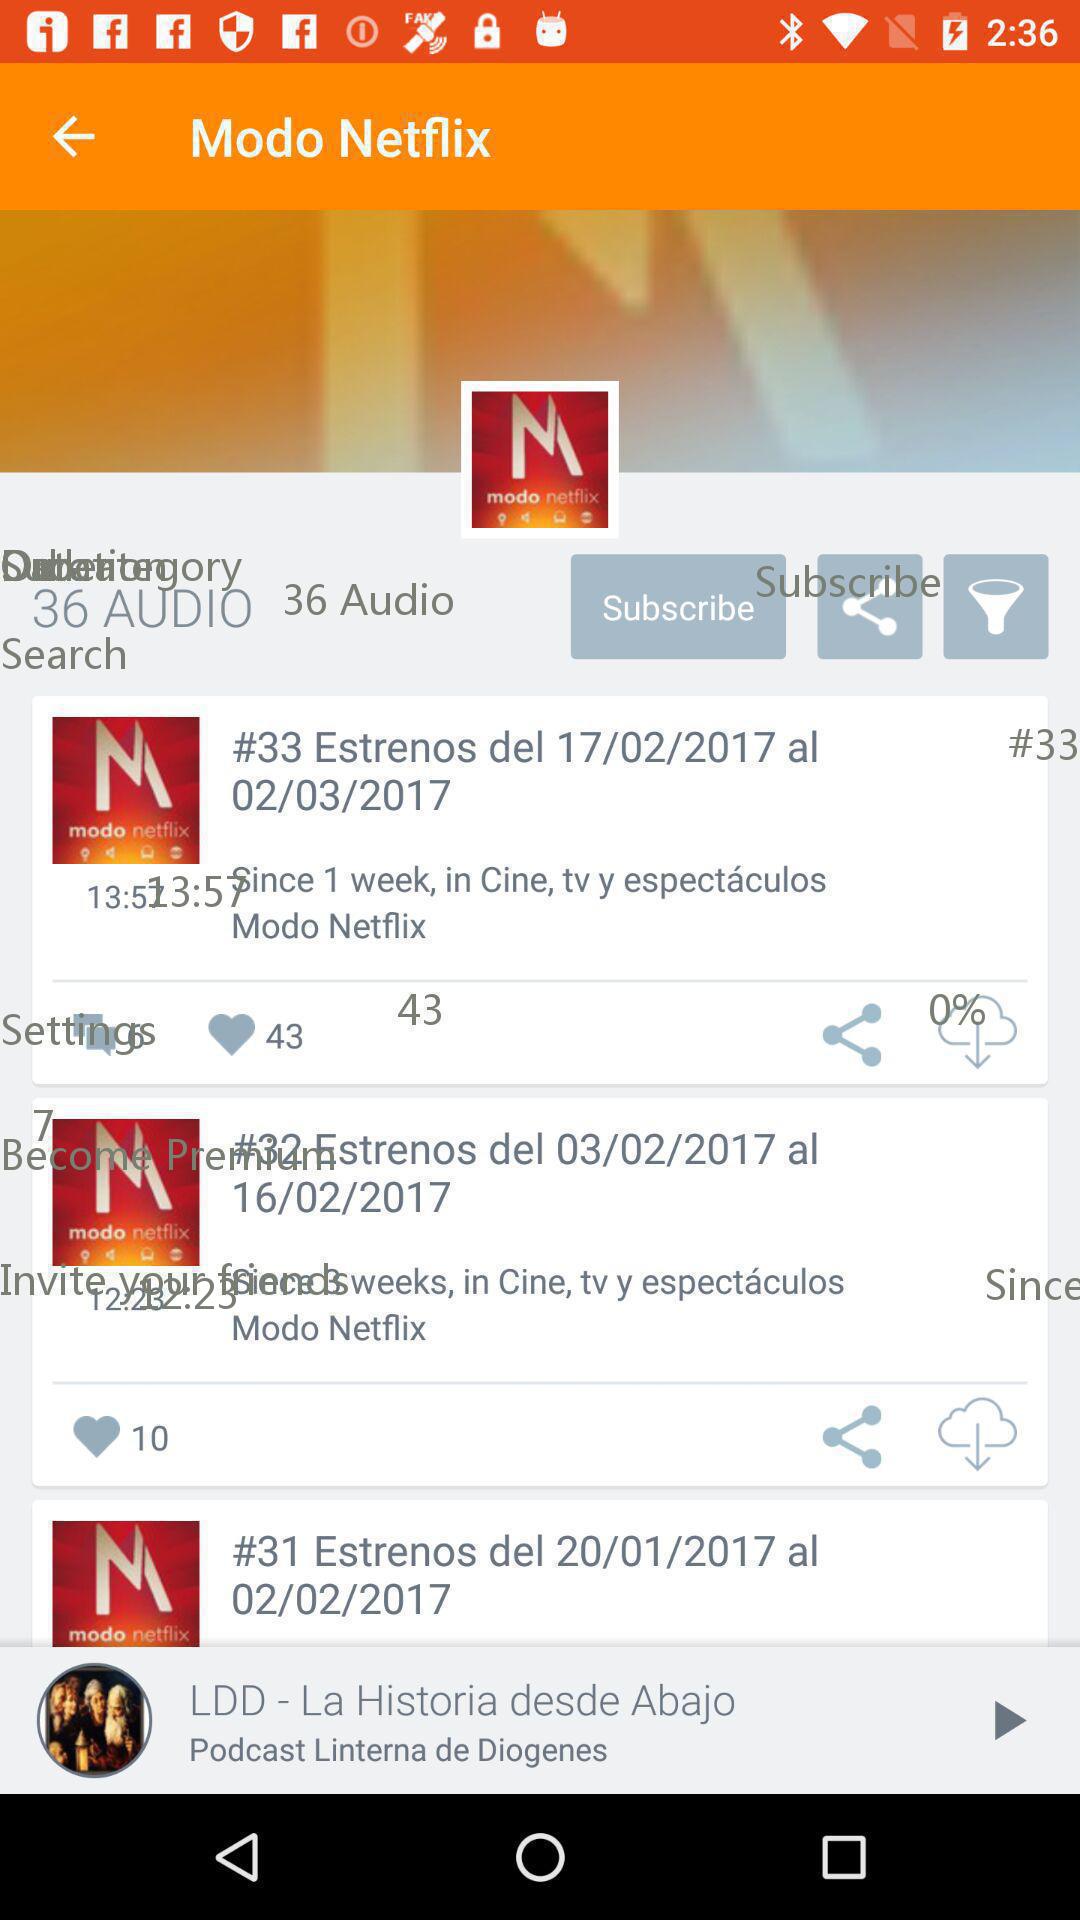 FAKE
2:36
Modo Netflix
modo netflix
Subcategory
36 AUDIO
36 Audio
Subscribe
Subscribe
Search
#33 Estrenos del 17/02/2017 al
#33
02/03/2017
modo netflix
Since 1 week, in Cine, tv y espectáculos
13:57
13:57
Modo Netflix
43
0%
Settings
6
43
7
#32 Estrenos del 03/02/2017 al
Become Premium
16/02/2017
modo netflix
Invite your friends
Since 3 weeks, in Cine, tv y espectáculos
Since
12:23
12:23
Modo Netflix
10
#31 Estrenos del 20/01/2017 al
02/02/2017
modo netflix
LDD - La Historia desde Abajo
Podcast Linterna de Diogenes